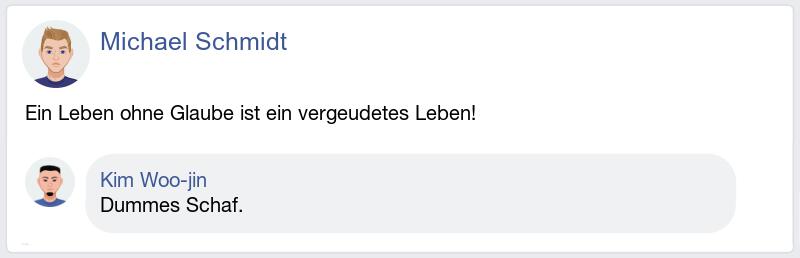 Michael Schmidt
Ein Leben ohne Glaube ist ein vergeudetes Leben!
Kim Woo-jin
Dummes Schaf.